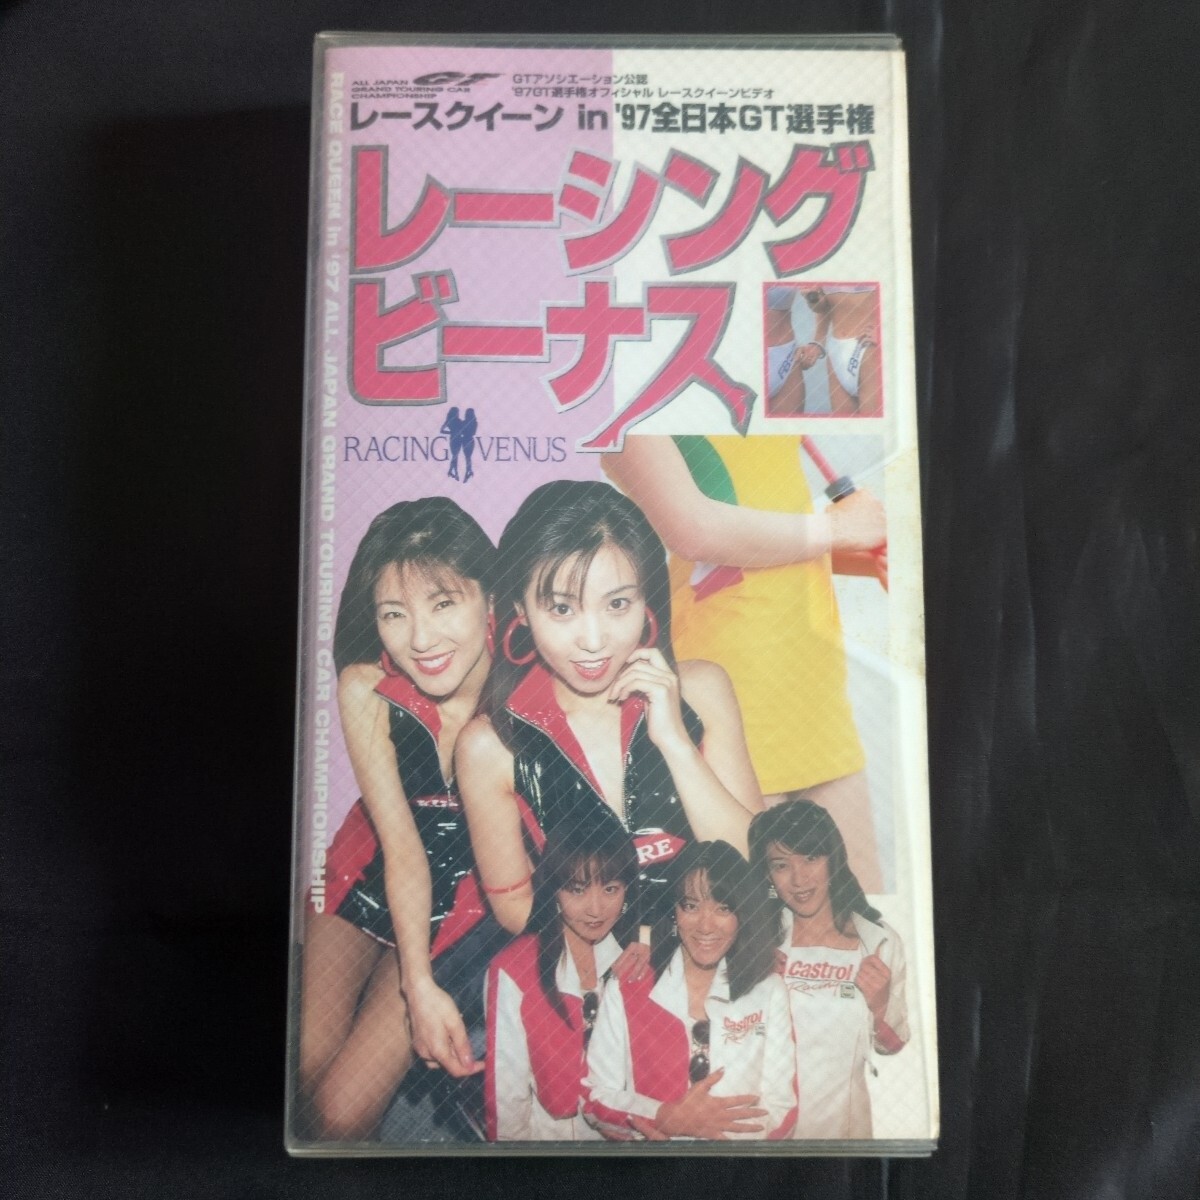 ALL JAPAN
GRAND TOURING CAR
CHAMPIONSHIP
GT
GTアソシエーション公認
'97GT選手権オフィシャル レースクイーンビデオ
レースクイーン in '97全日本GT選手権
レーシング
ビーナス
RACING VENUS
RACE QUEEN in '97 ALL JAPAN GRAND TOURING CAR CHAMPIONSHIP
RE
Castrol
Racing
Castrol